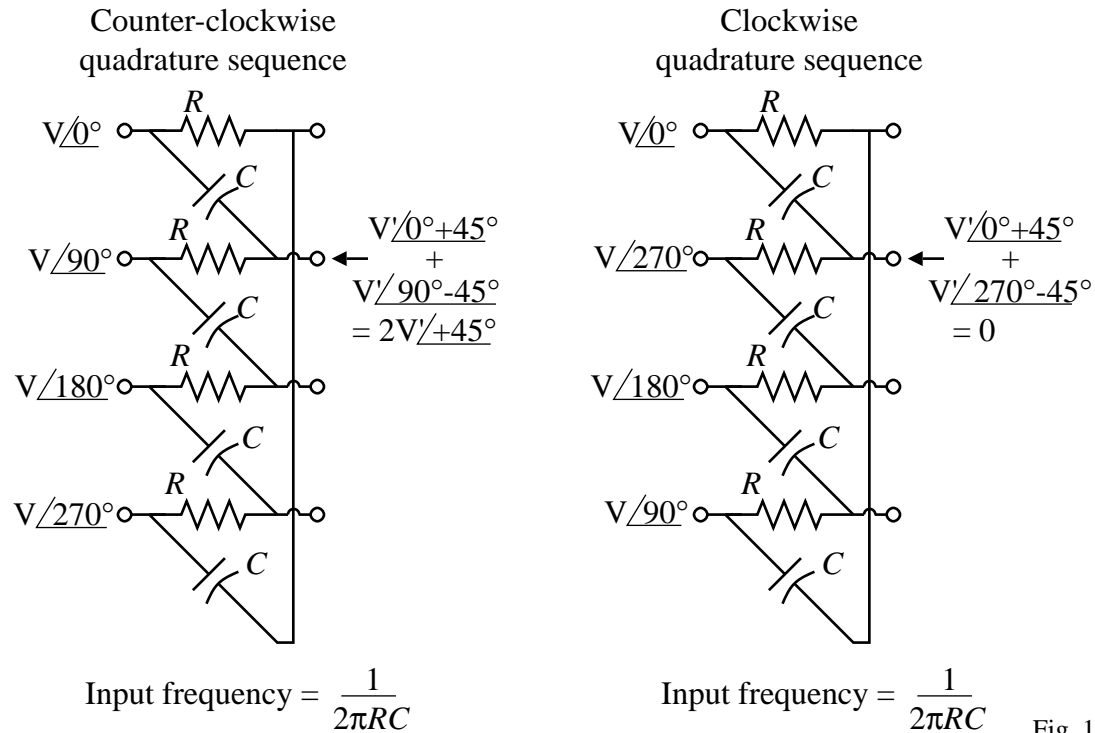 Counter-clockwise
quadrature sequence
R
V/0°
C
R
V/90°
V'/0°+45°
+
V'/ 90°-45°
= 2V'/+45°
C
R
V/180°
C
R
V/270°
C
Input frequency = 1
2πRC
Clockwise
quadrature sequence
R
V/0°
C
R
V/270°
V'/0°+45°
+
V'/ 270°-45°
= 0
C
R
V/180°
C
R
V/90°
C
Input frequency = 1
2πRC
Fig. 1